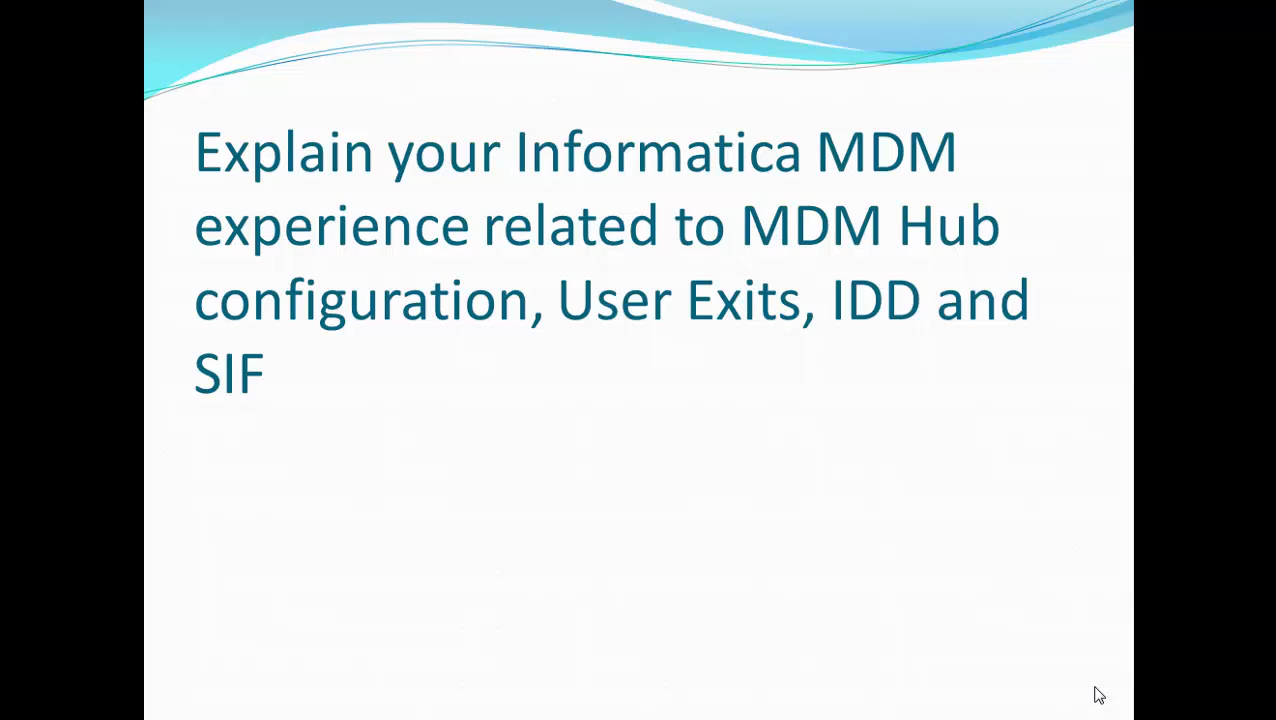 Explain your Informatica MDM
experience related to MDM Hub
configuration, User Exits, IDD and
SIF